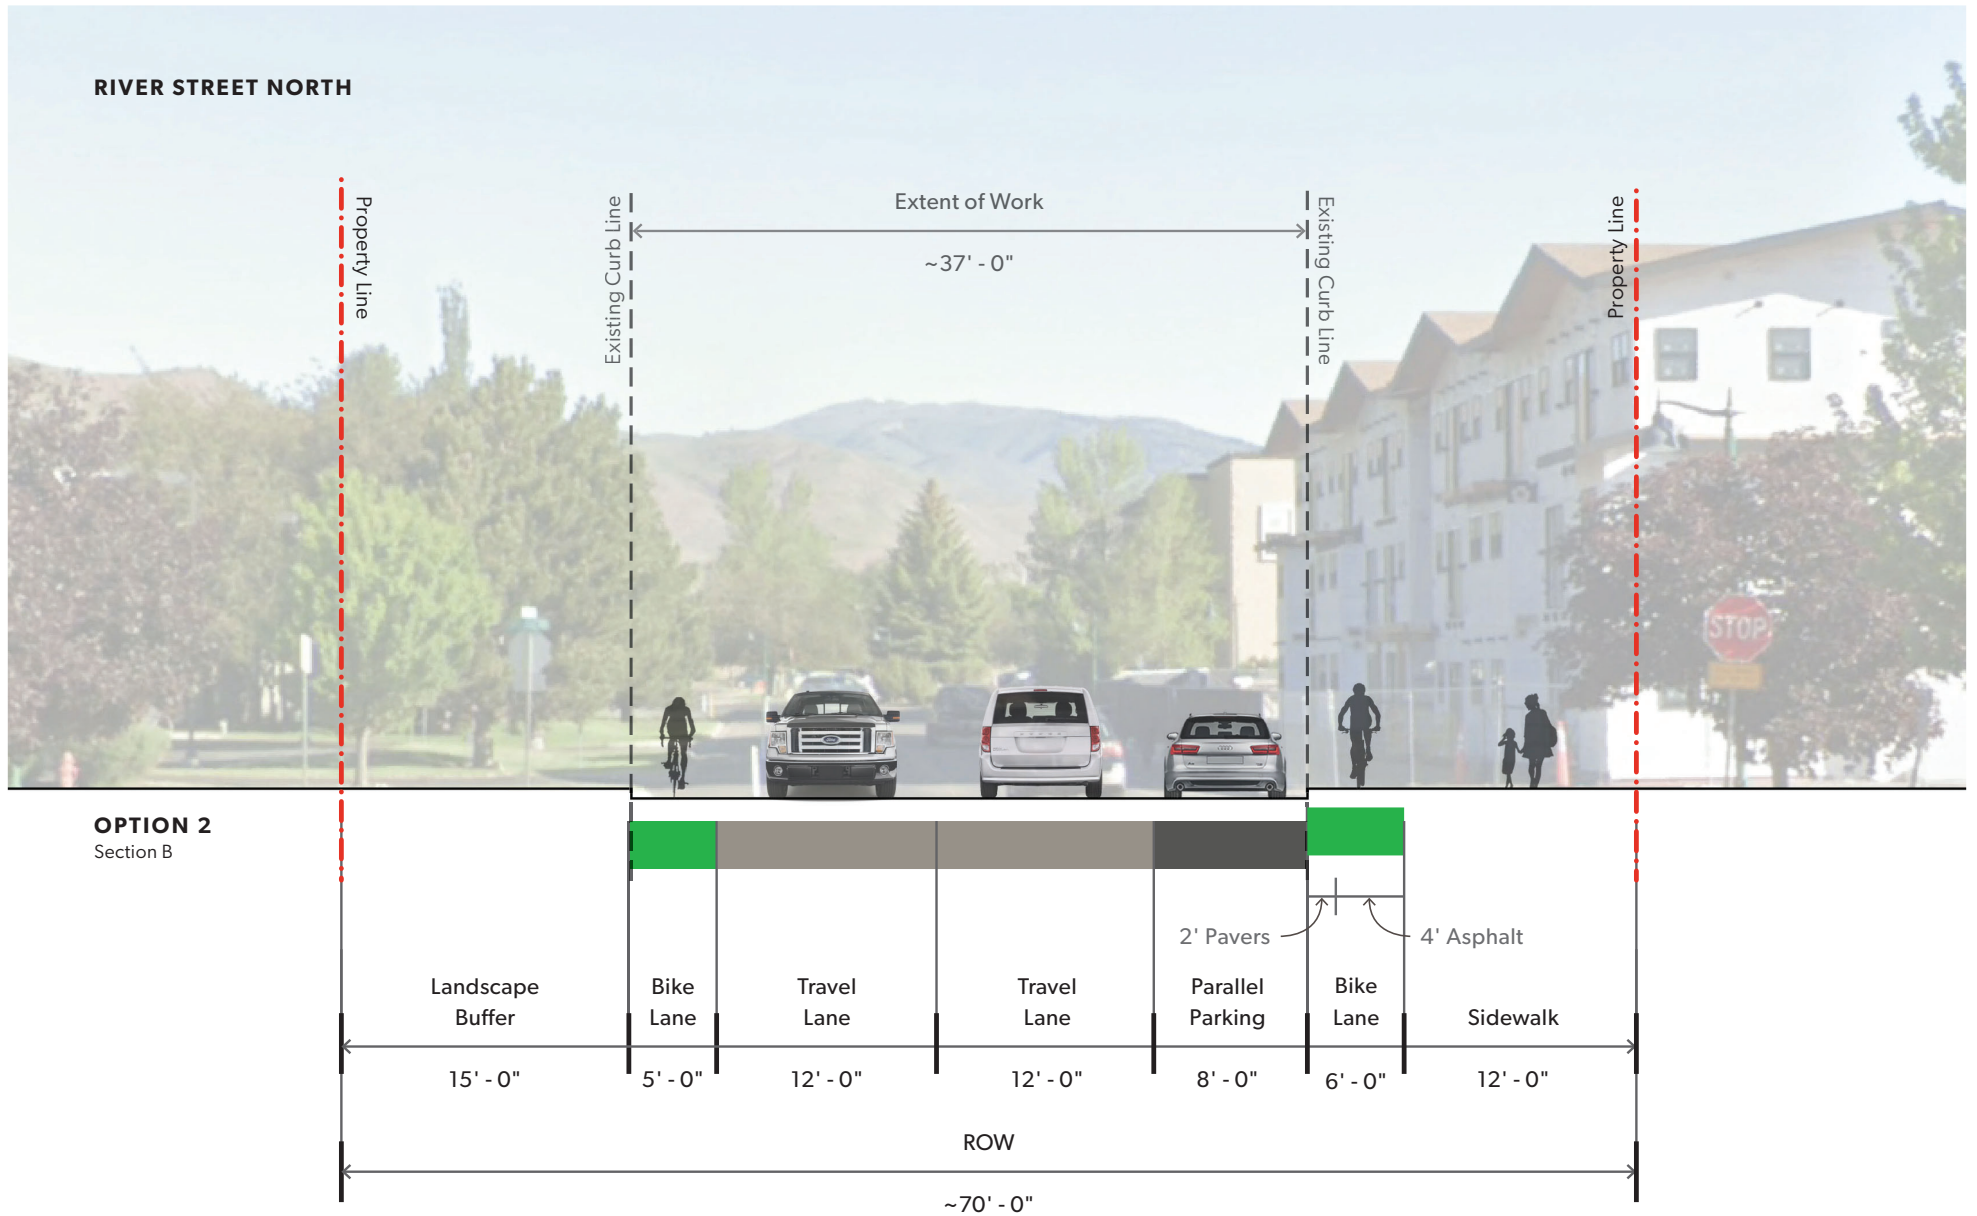 RIVER STREET NORTH
Property Line
Existing Curb Line
Extent of Work
~37' - 0"
Existing Curb Line
Property Line
STOP
OPTION 2
Section B
2' Pavers
4' Asphalt
Landscape
Buffer
Bike
Lane
Travel
Lane
Travel
Lane
Parallel
Parking
Bike
Lane
Sidewalk
15' - 0"
5' - 0"
12' - 0"
12' - 0"
8' - 0"
6' - 0"
12' - 0"
ROW
~70' - 0"